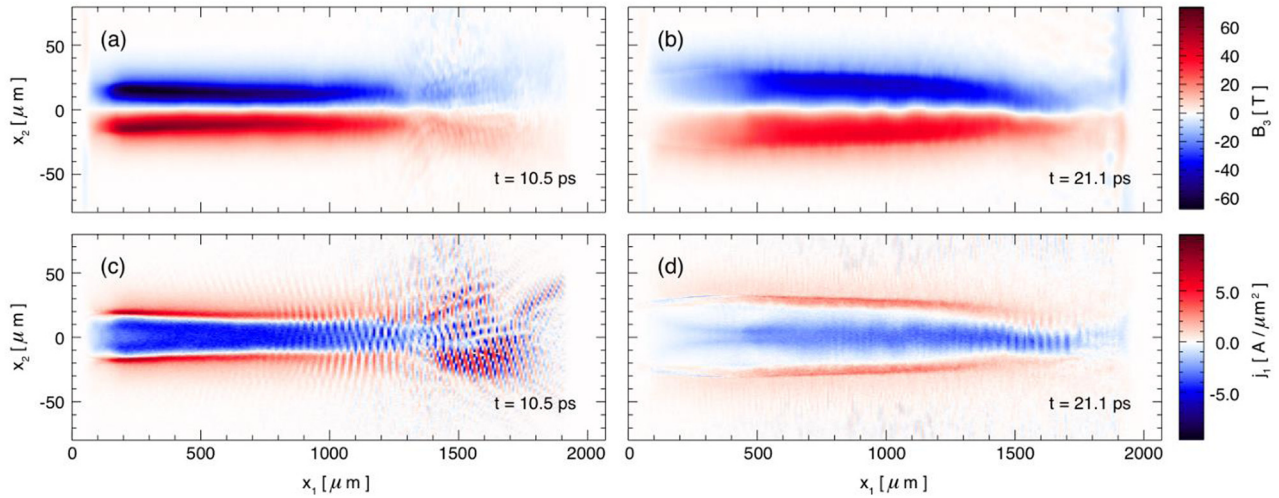 (a)
50
0
-50
x₂ [ μ m ]
t = 10.5 ps
(b)
t = 21.1 ps
60
40
20
0
-20
-40
-60
B₃ [ T ]
(c)
50
0
-50
x₂ [ μ m ]
t = 10.5 ps
0
500
1000
1500
2000
x₁ [ μ m ]
(d)
t = 21.1 ps
0
500
1000
1500
2000
x₁ [ μ m ]
5.0
0.0
-5.0
j₁ [ A / μm² ]